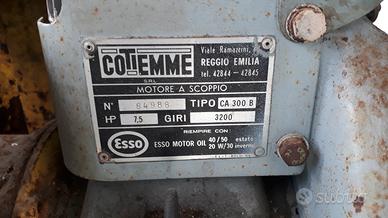 COTIEMME
SRL
Viale Ramazzini,
REGGIO EMILIA
tel. 42844 - 42845
MOTORE A SCOPPIO
N° 64988 TIPO CA 300 B
HP 7,5 GIRI 3200
RIEMPIRE CON:
Esso ESSO MOTOR OIL 40/50 estate
20 W/30 inverno
subito